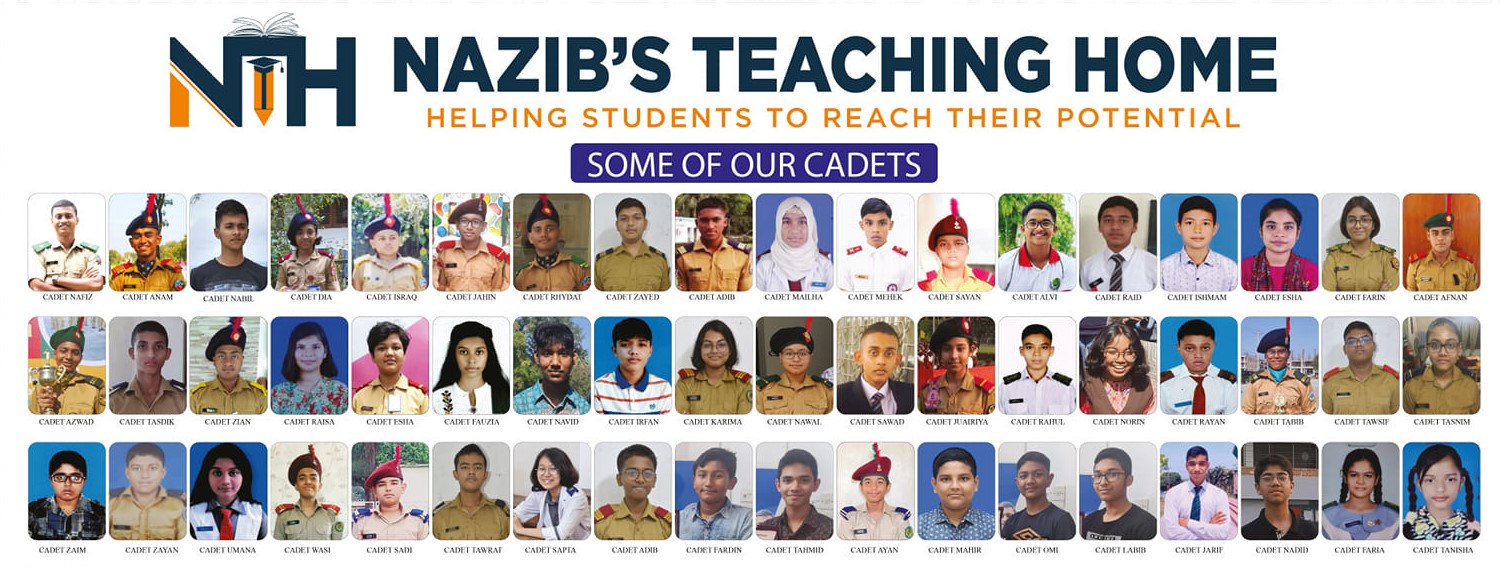 NTH NAZIB'S TEACHING HOME
HELPING STUDENTS TO REACH THEIR POTENTIAL
SOME OF OUR CADETS
CADET NAFIZ CADET ANAM CADET NABIL CADET DIA CADET ISRAQ CADET JAHIN CADET RHYDAT CADET ZAYED CADET ADIB CADET MAILHA CADET MEHEK CADET SAYAN CADET ALVI CADET RAID CADET ISHMAM CADET ESHA CADET FARIN CADET AFNAN
CADET AZWAD CADET TASDIK CADET ZIAN CADET RAISA CADET ESHA CADET FAUZIA CADET NAVID CADET IRFAN CADET KARIMA CADET NAWAL CADET SAWAD CADET JUAIRIYA CADET RAHUL CADET NORIN CADET RAYAN CADET TABIB CADET TAWSIF CADET TASNIM
CADET ZAIM CADET ZAYAN CADET UMANA CADET WASI CADET SADI CADET TAWRAT CADET SAPTA CADET ADIB CADET FARDIN CADET TAHMID CADET AYAN CADET MAHIR CADET OMI CADET LABIB CADET JARIF CADET NADID CADET FARIA CADET TANISHA